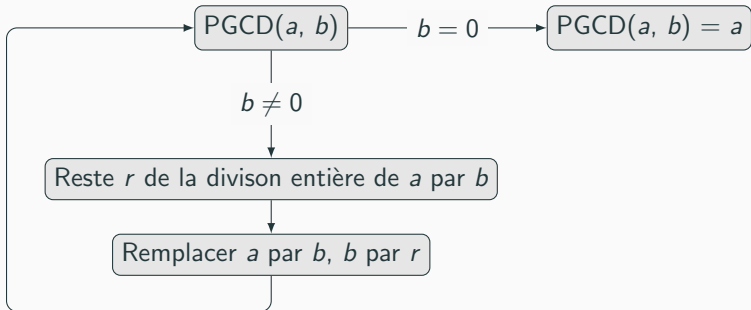 PGCD(a, b)
b = 0
PGCD(a, b) = a
b ≠ 0
Reste r de la divison entière de a par b
Remplacer a par b, b par r